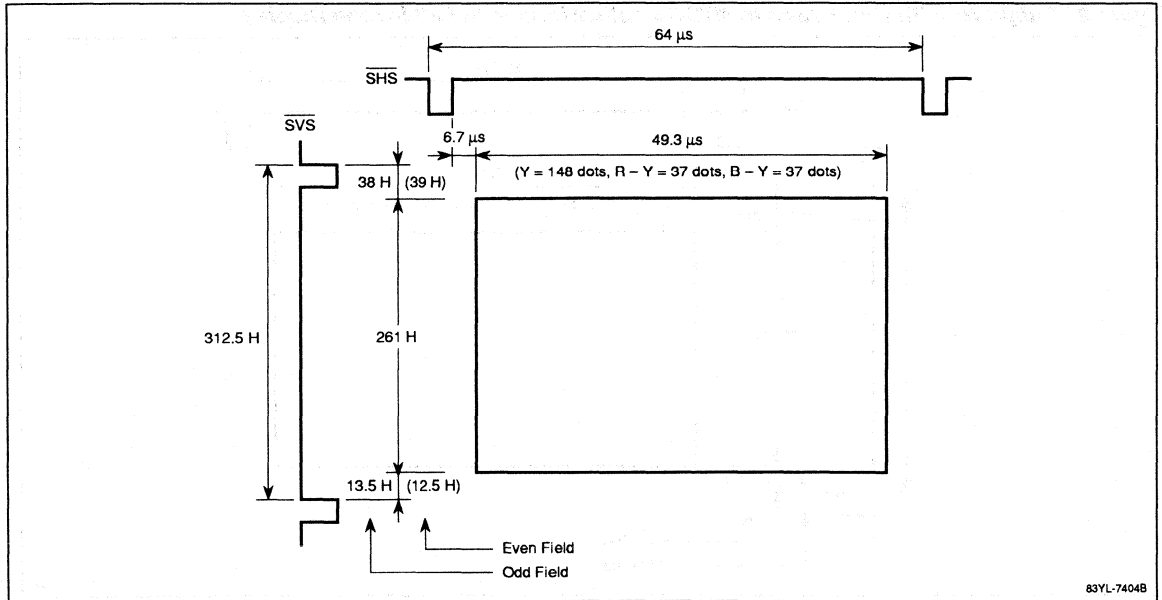 64 µs
SHS
SVS
6.7 µs
49.3 µs
(Y = 148 dots, R – Y = 37 dots, B – Y = 37 dots)
38 H (39 H)
312.5 H
261 H
13.5 H (12.5 H)
Even Field
Odd Field
83YL-7404B